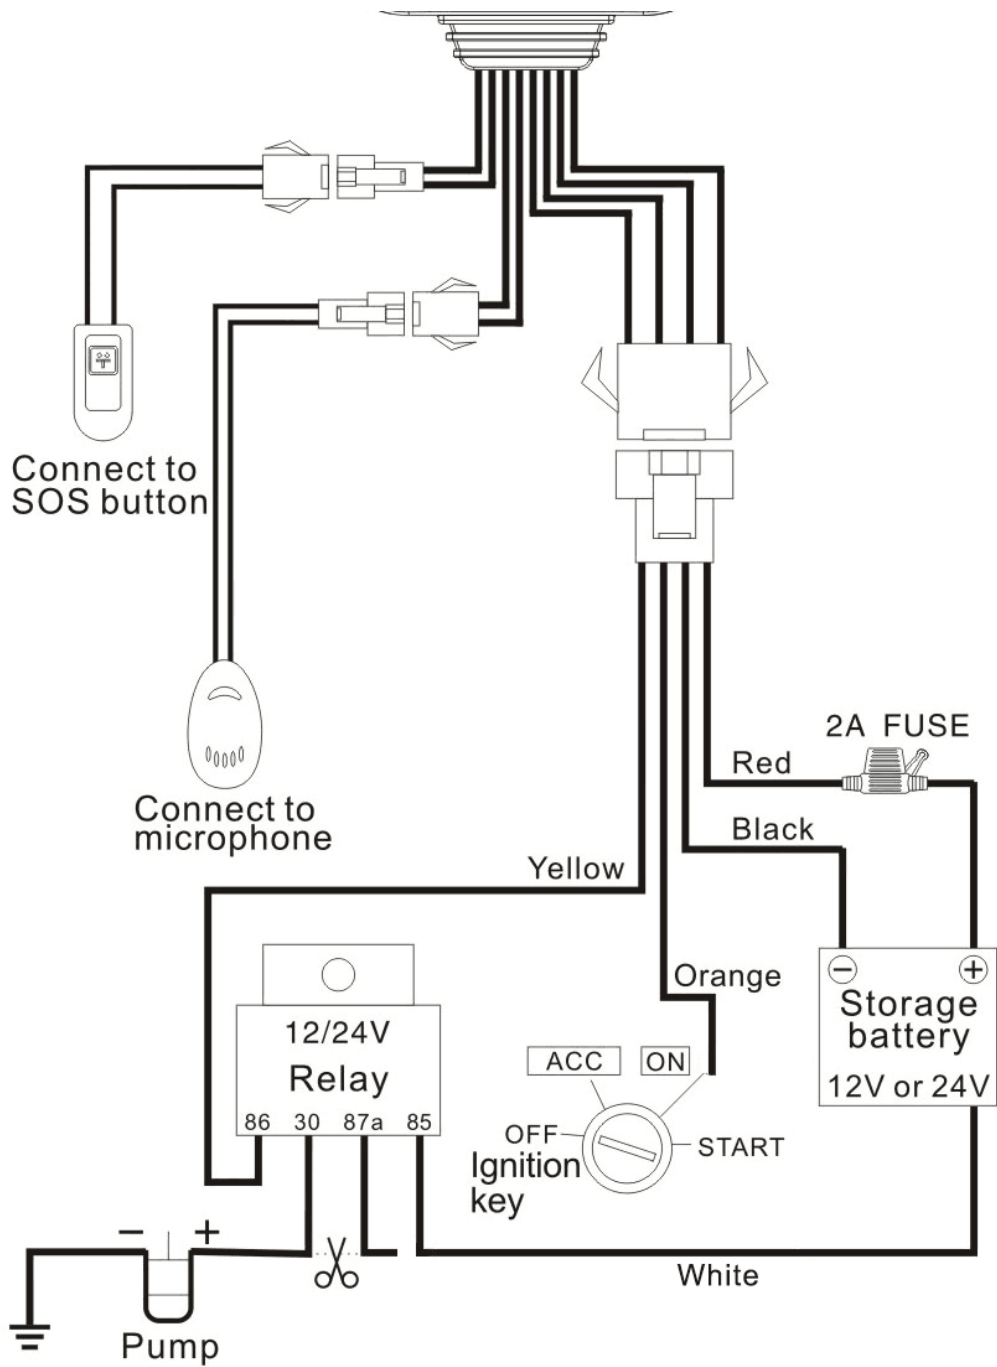 Connect to
SOS button
Connect to
microphone
2A FUSE
Red
Black
Yellow
Orange
− +
Storage
battery
12V or 24V
12/24V
Relay
86 30 87a 85
ACC ON
OFF START
Ignition
key
− +
White
Pump